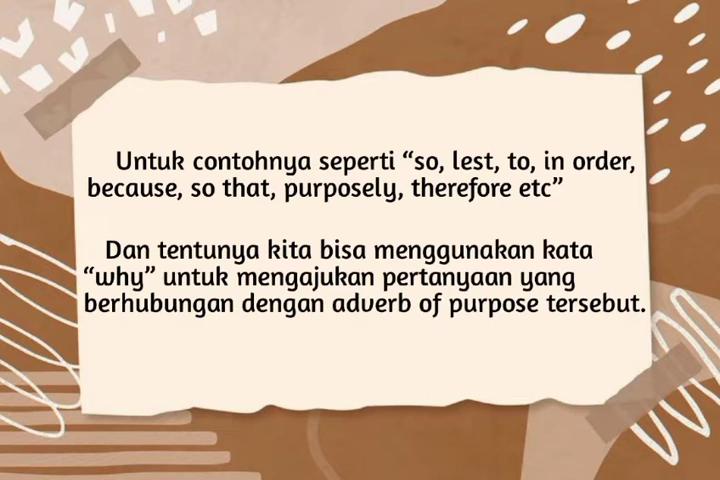 Untuk contohnya seperti “so, lest, to, in order,
because, so that, purposely, therefore etc”
Dan tentunya kita bisa menggunakan kata
“why” untuk mengajukan pertanyaan yang
berhubungan dengan adverb of purpose tersebut.